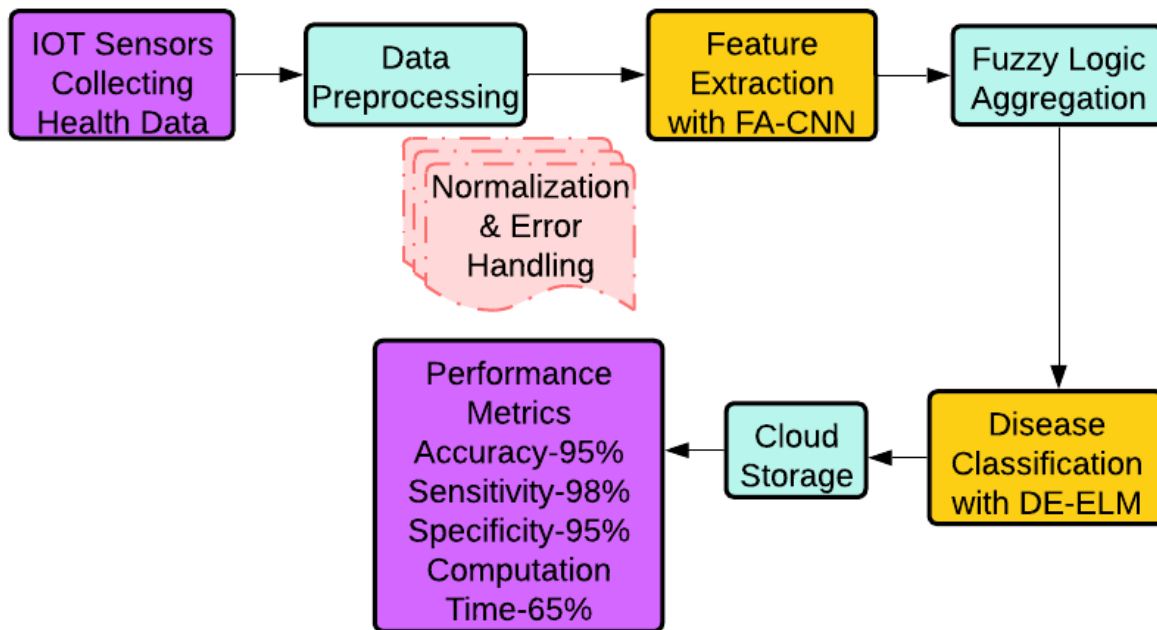 IOT Sensors
Collecting
Health Data
Data
Preprocessing
Feature
Extraction
with FA-CNN
Fuzzy Logic
Aggregation
Normalization
& Error
Handling
Disease
Classification
with DE-ELM
Cloud
Storage
Performance
Metrics
Accuracy-95%
Sensitivity-98%
Specificity-95%
Computation
Time-65%